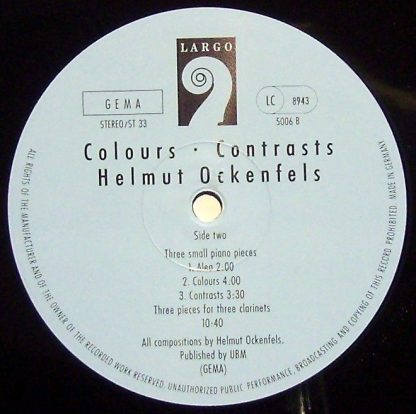 LARGO
GEMA
STEREO/ST 33
LC 8943
5006 B
Colours · Contrasts
Helmut Ockenfels
Side two
Three small piano pieces
1. Alen 2:00
2. Colours 4:00
3. Contrasts 3:30
Three pieces for three clarinets
10:40
All compositions by Helmut Ockenfels.
Published by UBM
(GEMA)
ALL RIGHTS OF THE MANUFACTURER AND OF THE OWNER OF THE RECORDED WORK RESERVED. UNAUTHORIZED PUBLIC PERFORMANCE, BROADCASTING AND COPYING OF THIS RECORD PROHIBITED. MADE IN GERMANY